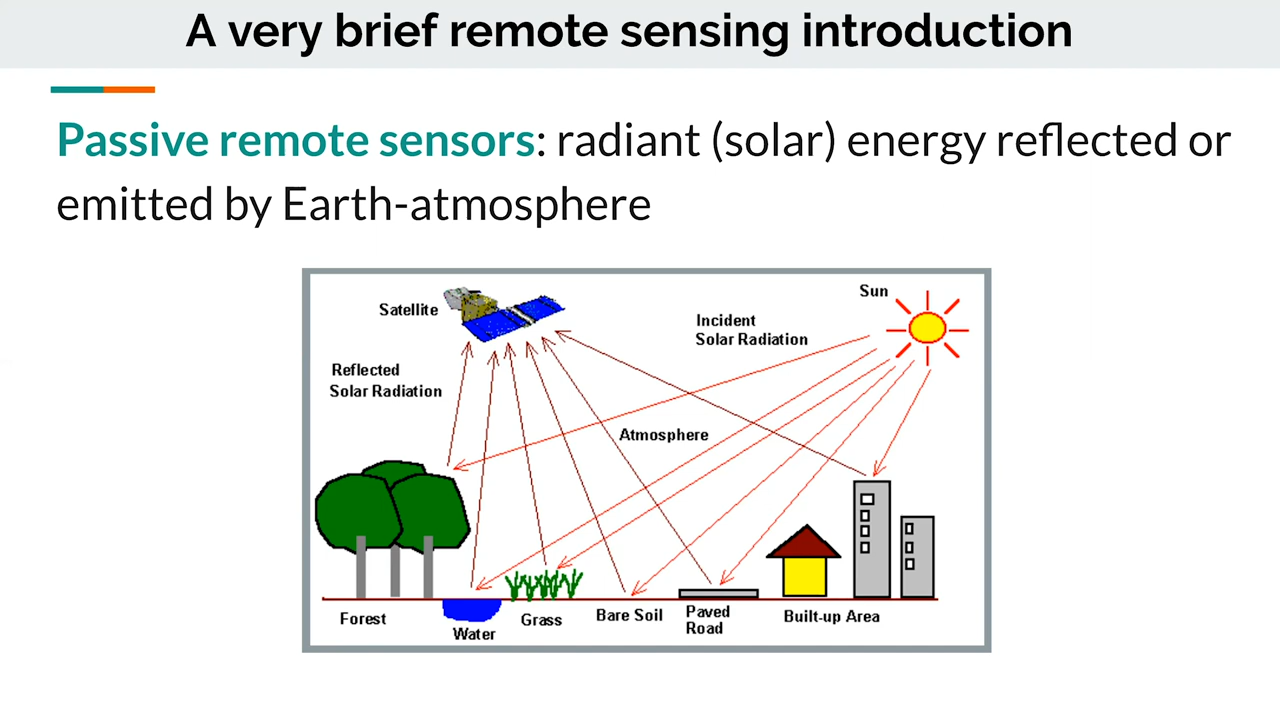 A very brief remote sensing introduction
Passive remote sensors: radiant (solar) energy reflected or
emitted by Earth-atmosphere
Satellite
Sun
Incident
Solar Radiation
Reflected
Solar Radiation
Atmosphere
Forest
Water
Grass
Bare Soil
Paved
Road
Built-up Area